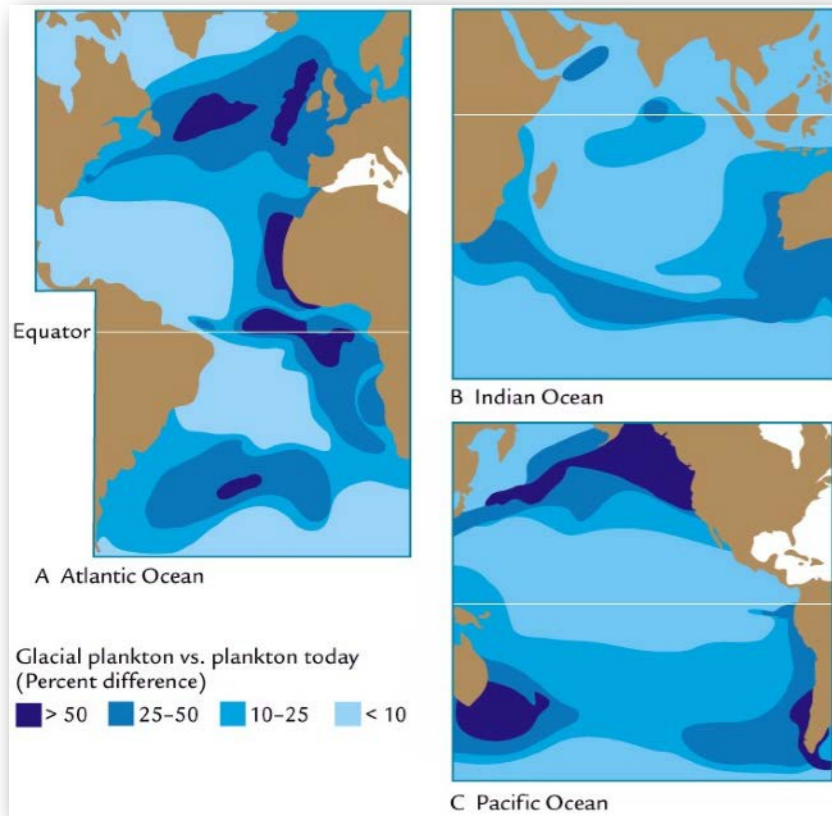 Equator
A Atlantic Ocean
B Indian Ocean
C Pacific Ocean
Glacial plankton vs. plankton today
(Percent difference)
> 50 25–50 10–25 < 10